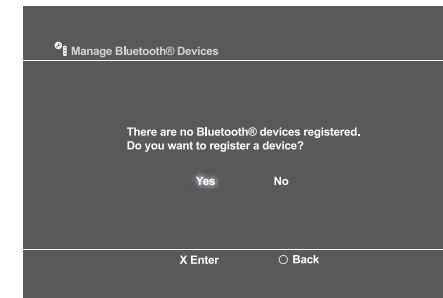 Manage Bluetooth® Devices
There are no Bluetooth® devices registered.
Do you want to register a device?
Yes No
X Enter ○ Back